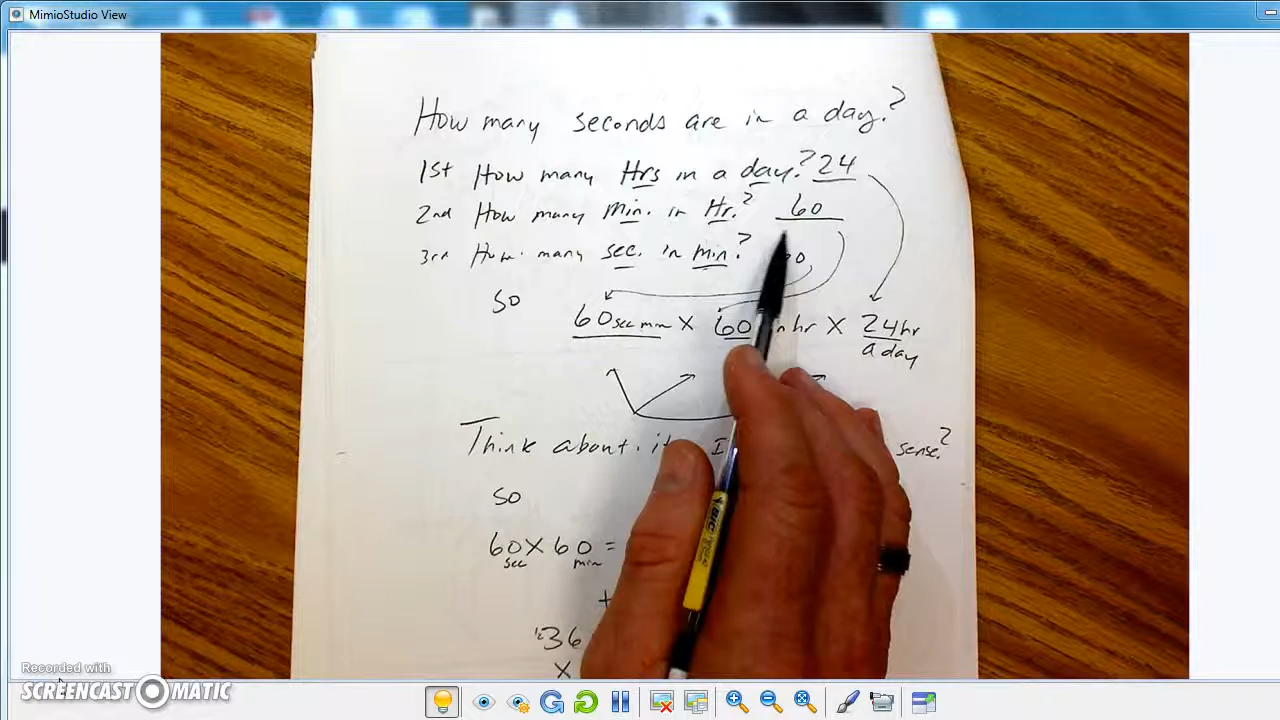 MimioStudio View
How many seconds are in a day?
1st How many Hrs in a day? 24
2nd How many Min. in Hr.? 60
3rd How many sec. in min?
so
60 sec min X 60 hr X 24 hr
a day
Think about it. I sense?
so
60 X 60 =
sec min
+
36
X
BIC
Recorded with
SCREENCAST MATIC